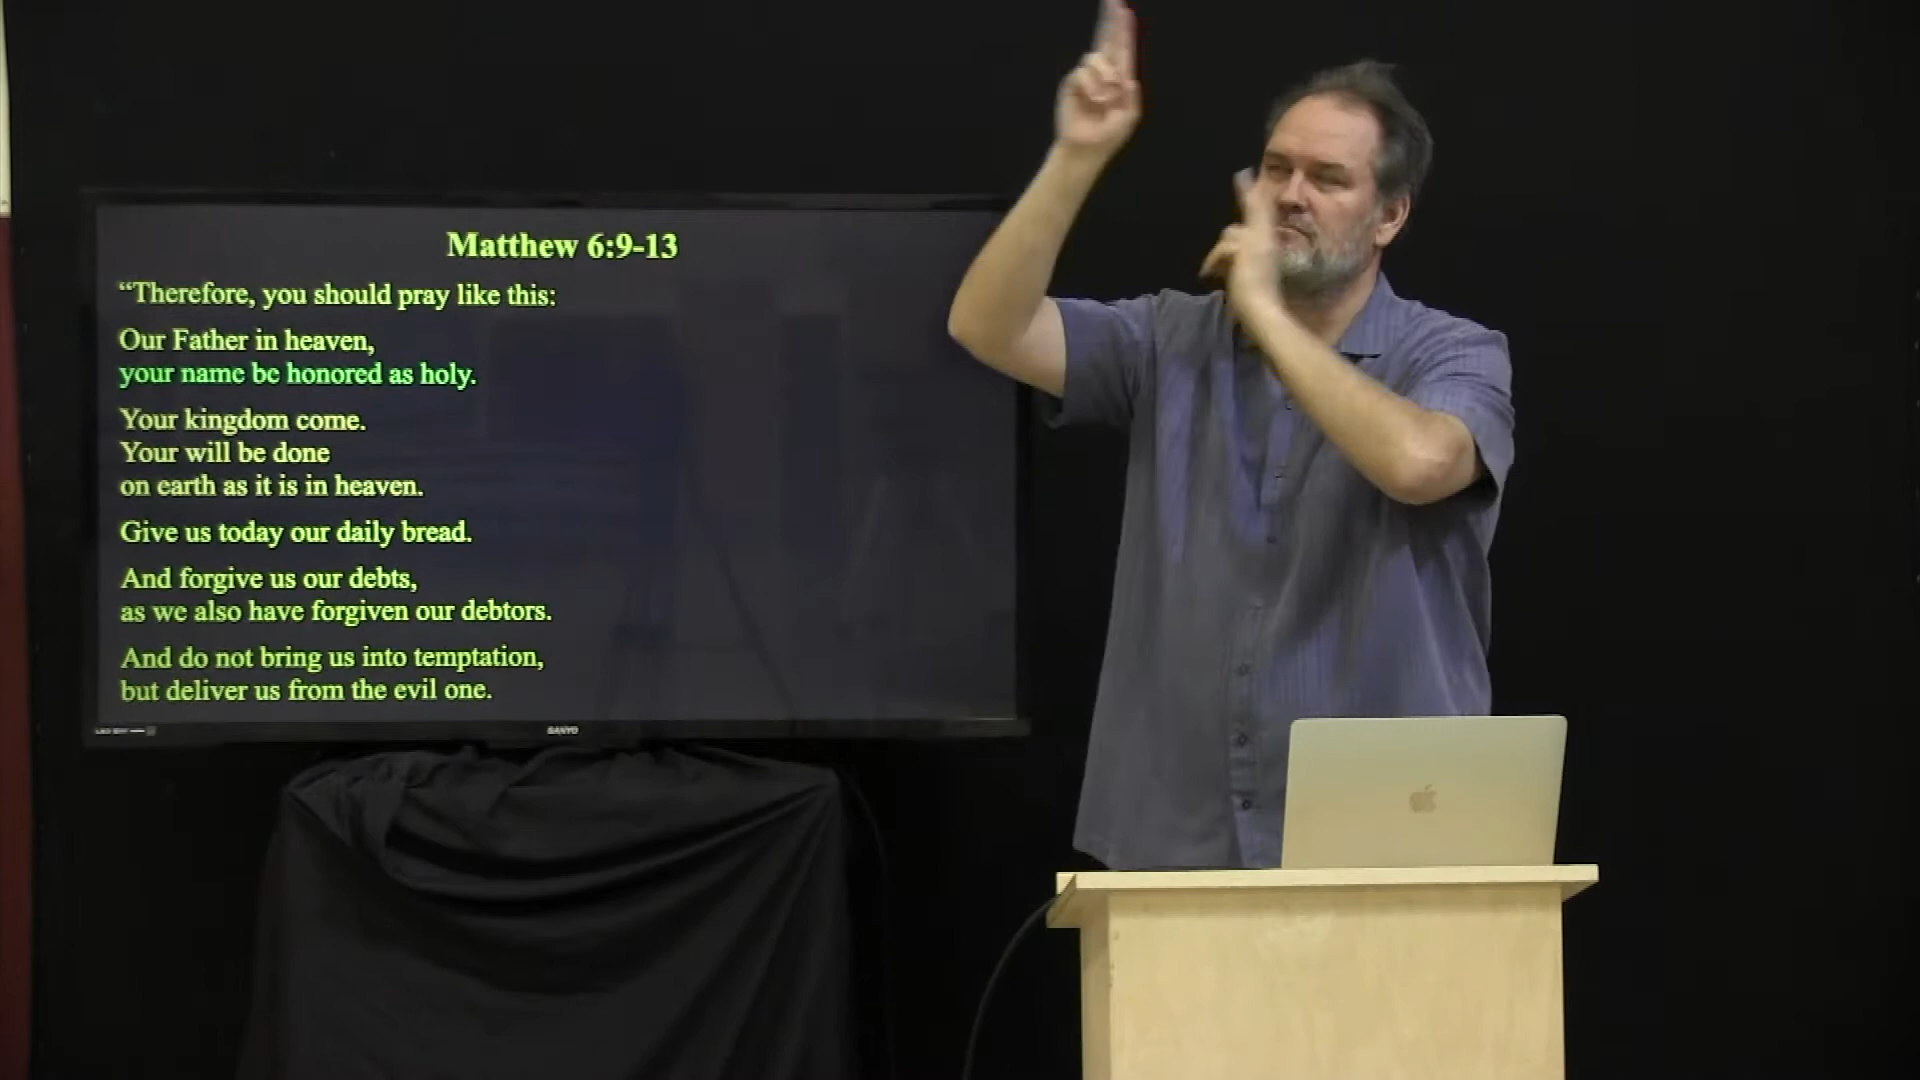 Matthew 6:9-13
“Therefore, you should pray like this:
Our Father in heaven,
your name be honored as holy.
Your kingdom come.
Your will be done
on earth as it is in heaven.
Give us today our daily bread.
And forgive us our debts,
as we also have forgiven our debtors.
And do not bring us into temptation,
but deliver us from the evil one.
SANYO